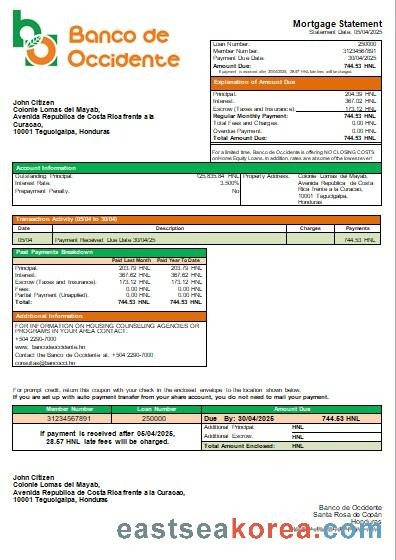 Banco de
Occidente
Mortgage Statement
Statement Date: 05/04/2025
Loan Number: 250000
Member Number: 31234567891
Payment Due Date: 30/04/2025
Amount Due: 744.53 HNL
If payment is received after 30/04/2025, 28.57 HNL late fees, will be charged.
Explanation of Amount Due
Principal: 204.39 HNL
Interest: 367.02 HNL
Escrow (Taxes and Insurance): 173.12 HNL
Regular Monthly Payment: 744.53 HNL
Total Fees and Charges: 0.00 HNL
Overdue Payment: 0.00 HNL
Total Amount Due: 744.53 HNL
John Citizen
Colonie Lomas del Mayab,
Avenida Republica de Costa Rica frente a la
Curacao,
10001 Tegucigalpa, Honduras
For a limited time, Banco de Occidente is offering NO CLOSING COSTS
on Home Equity Loans. In addition, rates are at some of the lowest ever!
Account Information
Outstanding Principal: 125,835.84 HNL
Interest Rate: 3.500%
Prepayment Penalty: No
Property Address: Colonie Lomas del Mayab,
Avenida Republica de Costa
Rica frente a la Curacao,
10001 Tegucigalpa,
Honduras
Transaction Activity (05/04 to 30/04)
Date Description Charges Payments
05/04 Payment Received Due Date 30/04/25 744.53 HNL
Past Payments Breakdown
Paid Last Month Paid Year To Date
Principal: 203.79 HNL 203.79 HNL
Interest: 367.62 HNL 367.62 HNL
Escrow (Taxes and Insurance): 173.12 HNL 173.12 HNL
Fees: 0.00 HNL 0.00 HNL
Partial Payment (Unapplied): 0.00 HNL 0.00 HNL
Total: 744.53 HNL 744.53 HNL
Additional Information
FOR INFORMATION ON HOUSING COUNSELING AGENCIES OR
PROGRAMS IN YOUR AREA CONTACT:
+504 2290-7000
www. bancodeoccidente.hn
Contact the Banco de Occidente at. +504 2290-7000
consultas@bancocci.hn
For prompt credit, return this coupon with your check in the enclosed envelope to the location shown below.
If you are set up with auto payment from your share account, you do not need to mail your payment.
Member Number Loan Number Amount Due
31234567891 250000 Due By: 30/04/2025 744.53 HNL
If payment is received after 05/04/2025,
28.57 HNL late fees will be charged.
Additional Principal: HNL
Additional Escrow: HNL
Total Amount Enclosed: HNL
John Citizen
Colonie Lomas del Mayab,
Avenida Republica de Costa Rica frente a la Curacao,
10001 Tegucigalpa, Honduras
Banco de Occidente
Santa Rosa de Copán
Honduras
eastseakorea.com